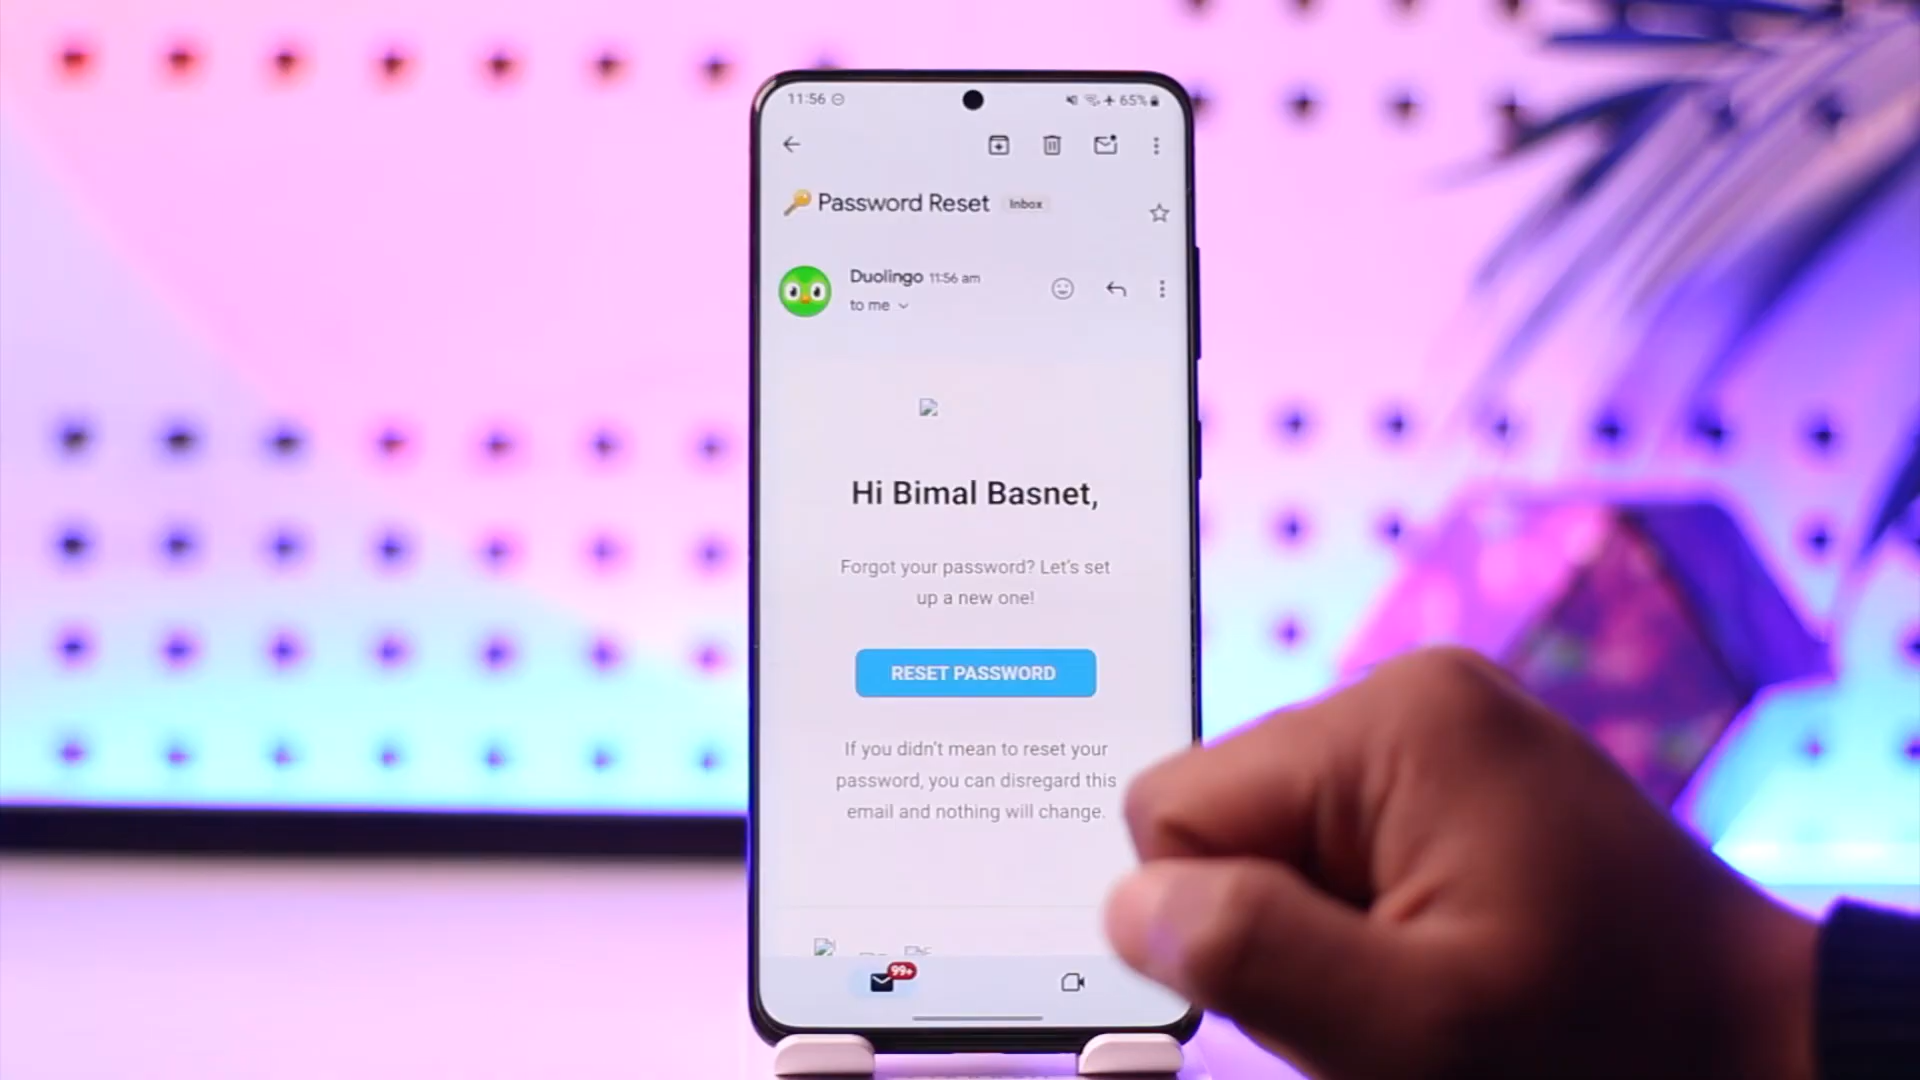 11:56
65%
Password Reset Inbox
Duolingo 11:56 am
to me
Hi Bimal Basnet,
Forgot your password? Let's set
up a new one!
RESET PASSWORD
If you didn't mean to reset your
password, you can disregard this
email and nothing will change.
99+